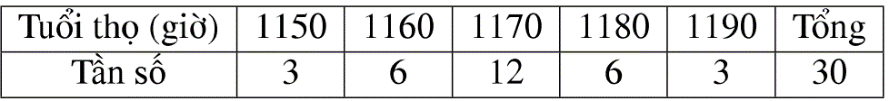 Tuổi thọ (giờ) 1150 1160 1170 1180 1190 Tổng
Tần số 3 6 12 6 3 30